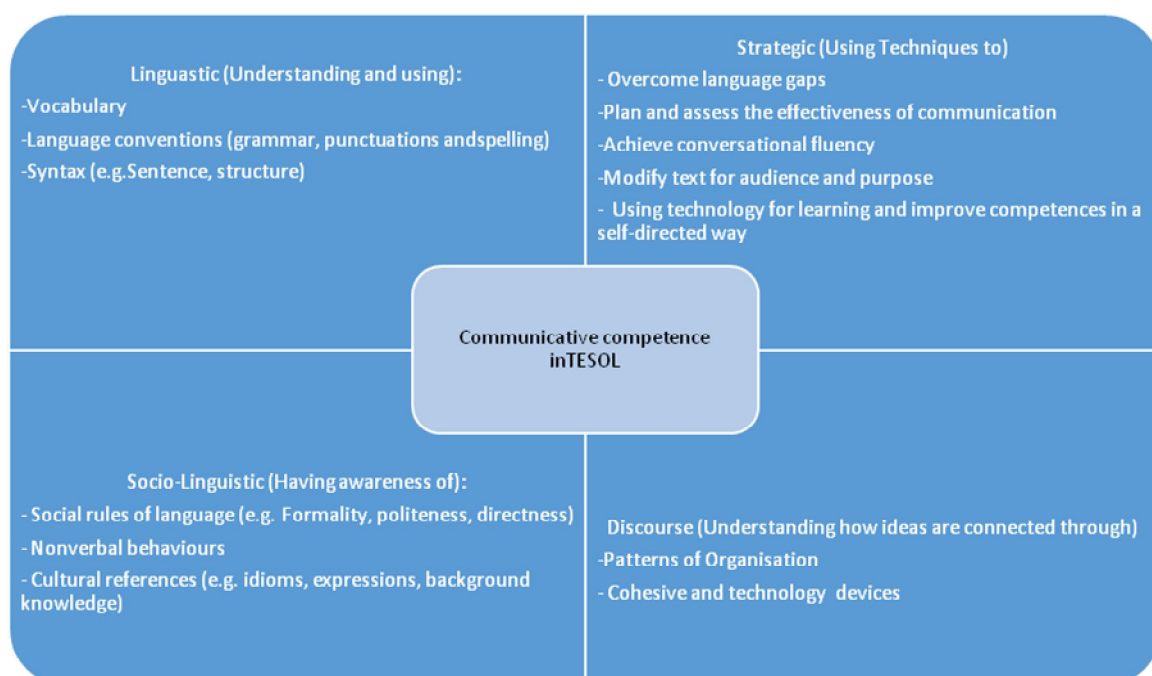 Linguastic (Understanding and using):
-Vocabulary
-Language conventions (grammar, punctuations andspelling)
-Syntax (e.g.Sentence, structure)
Strategic (Using Techniques to)
- Overcome language gaps
-Plan and assess the effectiveness of communication
-Achieve conversational fluency
-Modify text for audience and purpose
- Using technology for learning and improve competences in a
self-directed way
Communicative competence
inTESOL
Socio-Linguistic (Having awareness of):
- Social rules of language (e.g. Formality, politeness, directness)
- Nonverbal behaviours
- Cultural references (e.g. idioms, expressions, background
knowledge)
Discourse (Understanding how ideas are connected through)
-Patterns of Organisation
- Cohesive and technology devices